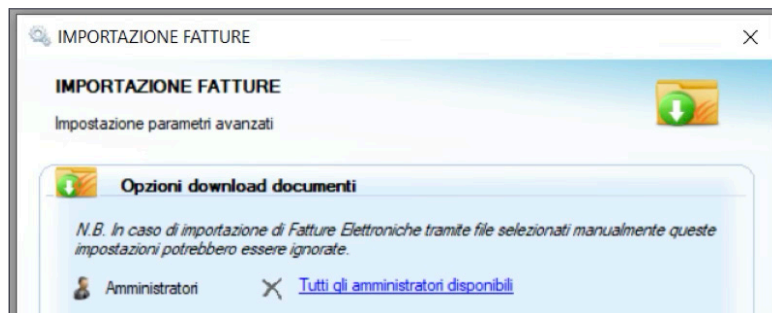 IMPORTAZIONE FATTURE
IMPORTAZIONE FATTURE
Impostazione parametri avanzati
Opzioni download documenti
N.B. In caso di importazione di Fatture Elettroniche tramite file selezionati manualmente queste
impostazioni potrebbero essere ignorate.
Amministratori Tutti gli amministratori disponibili